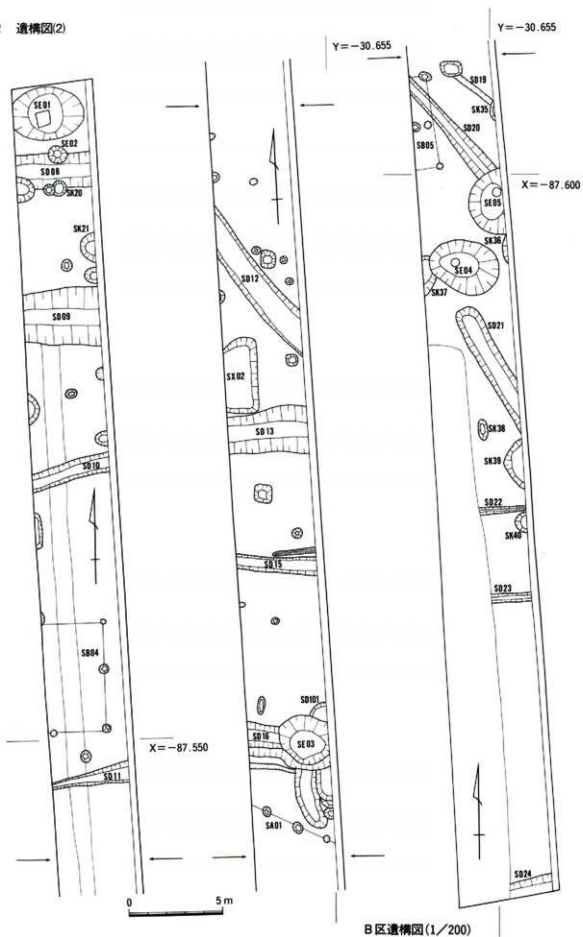 遺構図(2)
Y=-30.655
Y=-30.655
SE01
SE02
SD08
SK20
SK21
SD09
SD10
SB04
X=-87.550
SD11
SD12
SX02
SD13
SD15
SD101
SD16
SE03
SA01
SD19
SK35
SD20
SB05
X=-87.600
SE05
SK36
SE04
SK37
SD21
SK38
SK39
SD22
SK40
SD23
SD24
0 5m
B区遺構図(1/200)